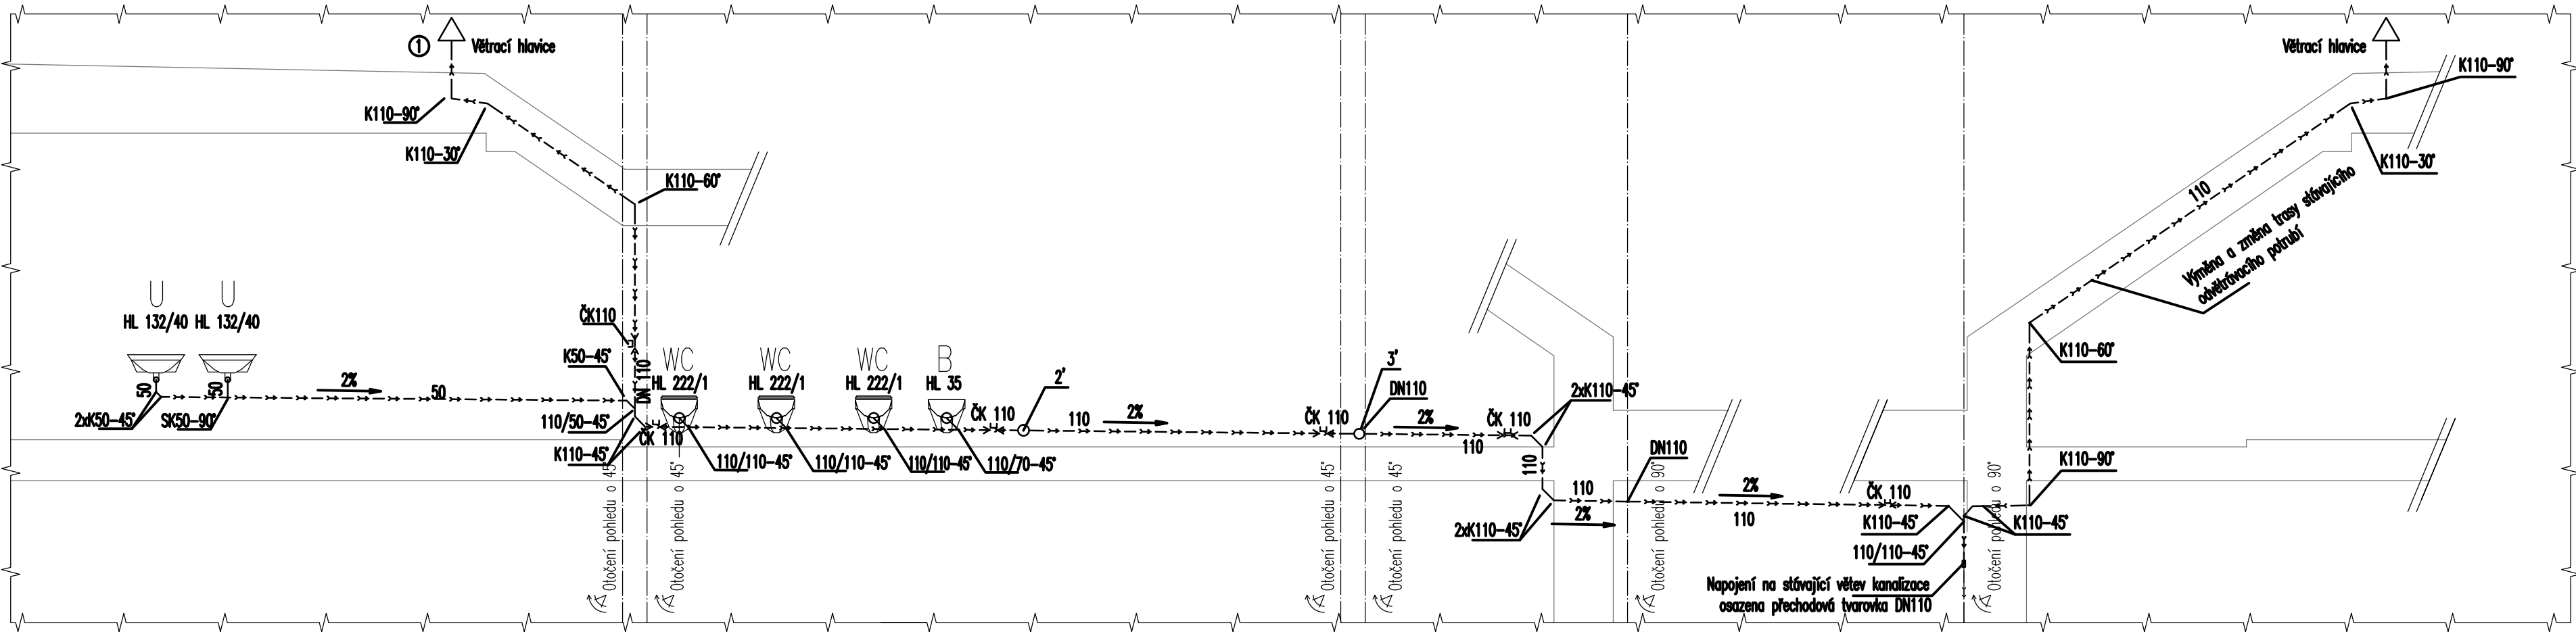 1
Větrací hlavice
K110-90°
K110-30°
K110-60°
U
U
HL 132/40
HL 132/40
50
50
2%
50
2xK50-45°
SK50-90°
ČK110
K50-45°
DN 110
110/50-45°
K110-45°
ČK 110
WC
HL 222/1
WC
HL 222/1
WC
HL 222/1
B
HL 35
110/110-45°
110/110-45°
110/110-45°
110/70-45°
ČK 110
2'
110
2%
ČK 110
3'
DN110
2%
110
ČK 110
2xK110-45°
110
2xK110-45°
110
2%
DN110
2%
110
ČK 110
K110-45°
110/110-45°
Napojení na stávající větev kanalizace
osazena přechodová tvarovka DN110
K110-45°
K110-90°
K110-60°
Výměna a změna trasy stávajícího
odvětrávacího potrubí
110
K110-30°
K110-90°
Větrací hlavice
Otočení pohledu o 45°
Otočení pohledu o 45°
Otočení pohledu o 45°
Otočení pohledu o 45°
Otočení pohledu o 90°
Otočení pohledu o 90°